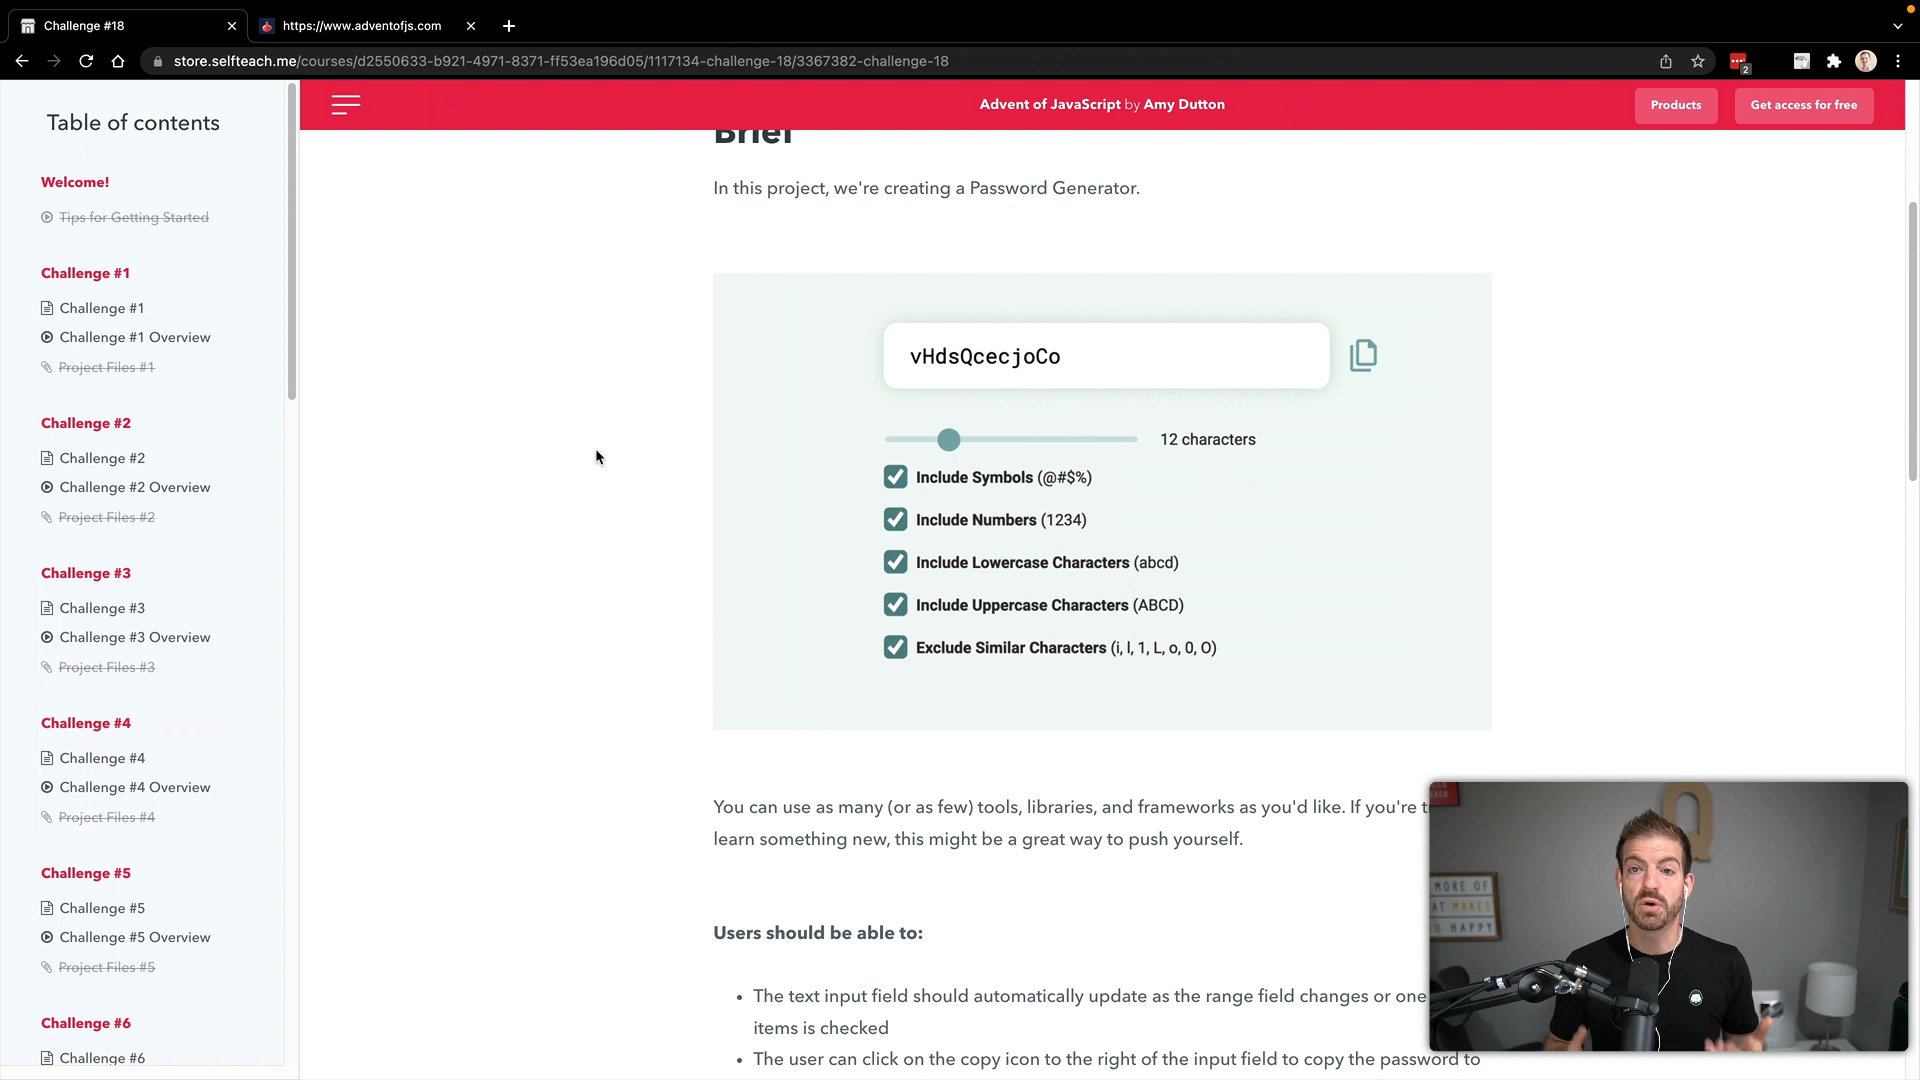 Challenge #18
https://www.adventofjs.com
store.selfteach.me/courses/d2550633-b921-4971-8371-ff53ea196d05/1117134-challenge-18/3367382-challenge-18
2
Advent of JavaScript by Amy Dutton
Products
Get access for free
Table of contents
Welcome!
Tips for Getting Started
Challenge #1
Challenge #1
Challenge #1 Overview
Project Files #1
Challenge #2
Challenge #2
Challenge #2 Overview
Project Files #2
Challenge #3
Challenge #3
Challenge #3 Overview
Project Files #3
Challenge #4
Challenge #4
Challenge #4 Overview
Project Files #4
Challenge #5
Challenge #5
Challenge #5 Overview
Project Files #5
Challenge #6
Challenge #6
Brief
In this project, we're creating a Password Generator.
vHdsQcecjoCo
12 characters
Include Symbols (@#$%)
Include Numbers (1234)
Include Lowercase Characters (abcd)
Include Uppercase Characters (ABCD)
Exclude Similar Characters (i, l, 1, L, o, 0, O)
You can use as many (or as few) tools, libraries, and frameworks as you'd like. If you're
learn something new, this might be a great way to push yourself.
Users should be able to:
• The text input field should automatically update as the range field changes or one
items is checked
• The user can click on the copy icon to the right of the input field to copy the password to
MORE OF
MAKES
U HAPPY